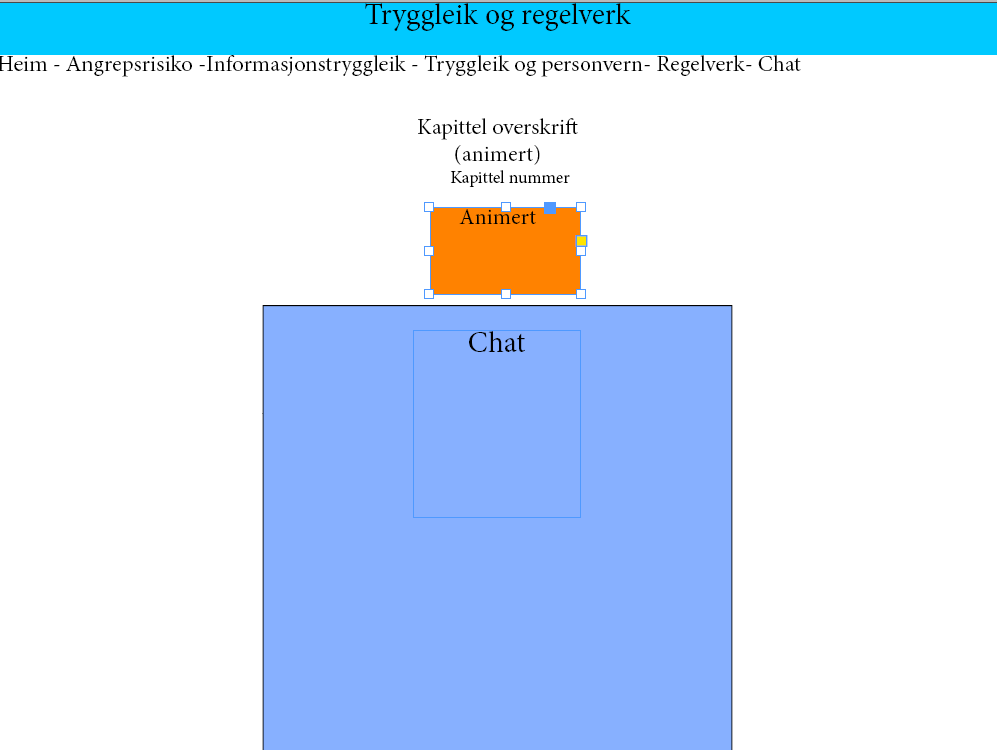 Tryggleik og regelverk
Heim - Angrepsrisiko -Informasjonstryggleik - Tryggleik og personvern- Regelverk- Chat
Kapittel overskrift
(animert)
Kapittel nummer
Animert
Chat